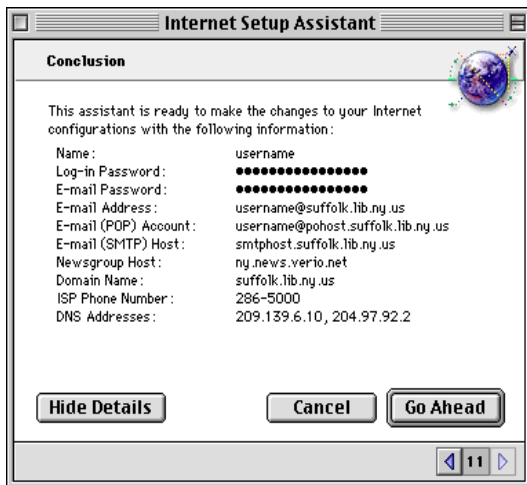 Internet Setup Assistant
Conclusion
This assistant is ready to make the changes to your Internet
configurations with the following information:
Name: username
Log-in Password: ●●●●●●●●●●●●●●●●
E-mail Password: ●●●●●●●●●●●●●●●●
E-mail Address: username@suffolk.lib.ny.us
E-mail (POP) Account: username@pohost.suffolk.lib.ny.us
E-mail (SMTP) Host: smtphost.suffolk.lib.ny.us
Newsgroup Host: ny.news.verio.net
Domain Name: suffolk.lib.ny.us
ISP Phone Number: 286-5000
DNS Addresses: 209.139.6.10, 204.97.92.2
Hide Details Cancel Go Ahead
11